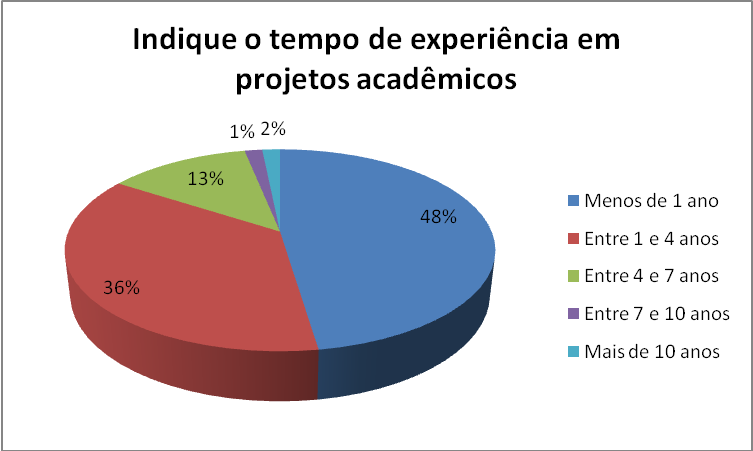 Indique o tempo de experiência em
projetos acadêmicos
1%
2%
13%
48%
36%
Menos de 1 ano
Entre 1 e 4 anos
Entre 4 e 7 anos
Entre 7 e 10 anos
Mais de 10 anos